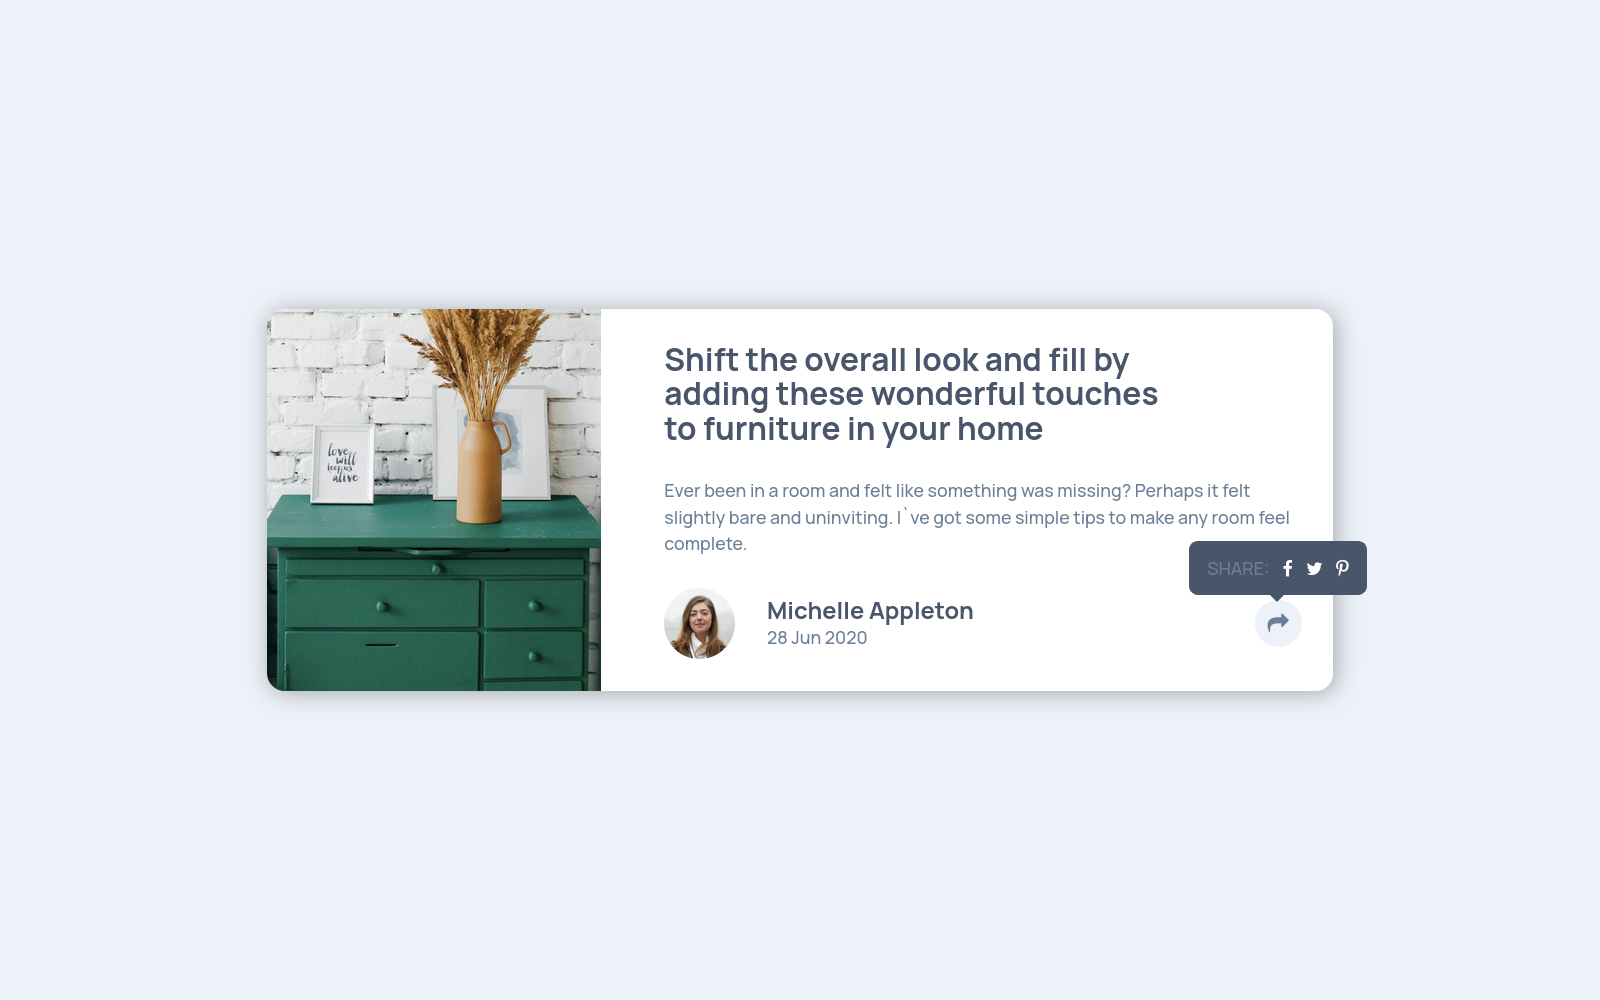 Shift the overall look and fill by
adding these wonderful touches
to furniture in your home
Ever been in a room and felt like something was missing? Perhaps it felt
slightly bare and uninviting. I`ve got some simple tips to make any room feel
complete.
SHARE:
Michelle Appleton
28 Jun 2020
love
will
keep us
alive